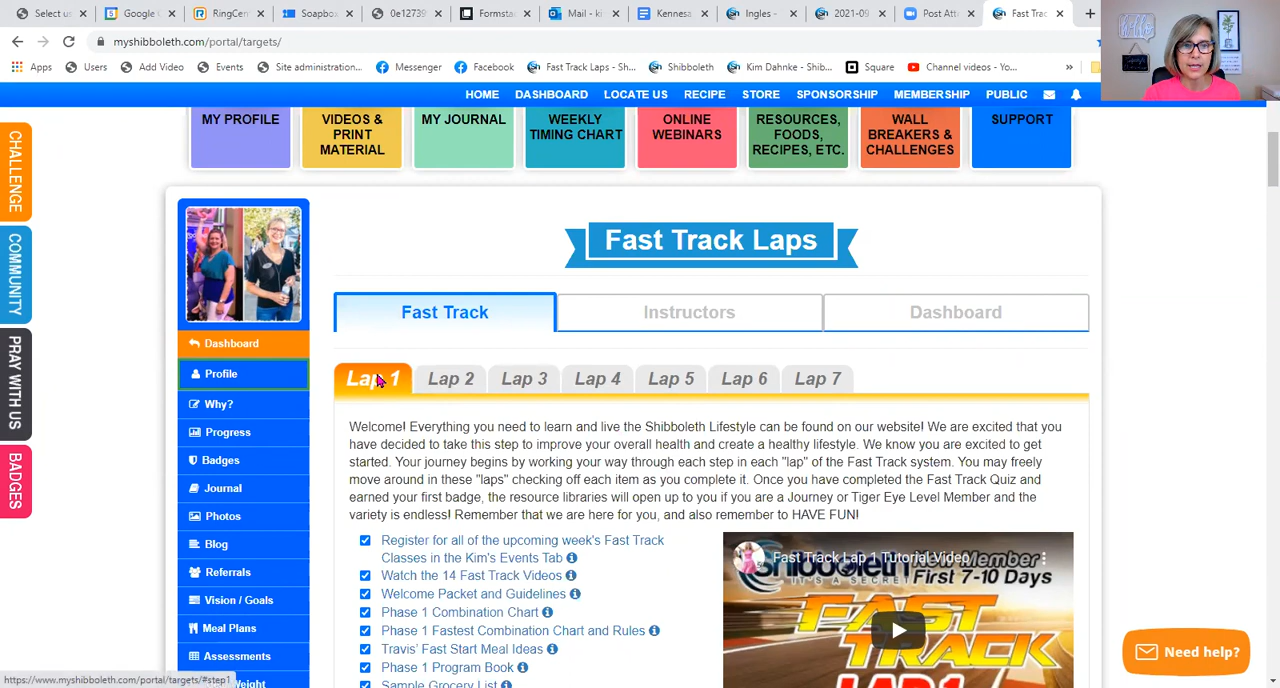 Select us
Google C
RingCen
Soapbox
0e12739
Formsta
Mail - ki
Kennesa
Ingles -
2021-09
Post Att
Fast Trac
myshibboleth.com/portal/targets/
hello
Apps
Users
Add Video
Events
Site administration...
Messenger
Fast Track Laps - Sh...
Shibboleth
Kim Dahnke - Shib...
Square
Channel videos - Yo...
»
HOME DASHBOARD LOCATE US RECIPE STORE SPONSORSHIP MEMBERSHIP PUBLIC
MY PROFILE
VIDEOS &
PRINT
MATERIAL
MY JOURNAL
WEEKLY
TIMING CHART
ONLINE
WEBINARS
RESOURCES,
FOODS,
RECIPES, ETC.
WALL
BREAKERS &
CHALLENGES
SUPPORT
CHALLENGE
COMMUNITY
PRAY WITH US
BADGES
Dashboard
Profile
Why?
Progress
Badges
Journal
Photos
Blog
Referrals
Vision / Goals
Meal Plans
Assessments
Weight
Fast Track Laps
Fast Track
Instructors
Dashboard
Lap 1
Lap 2
Lap 3
Lap 4
Lap 5
Lap 6
Lap 7
Welcome! Everything you need to learn and live the Shibboleth Lifestyle can be found on our website! We are excited that you
have decided to take this step to improve your overall health and create a healthy lifestyle. We know you are excited to get
started. Your journey begins by working your way through each step in each "lap" of the Fast Track system. You may freely
move around in these "laps" checking off each item as you complete it. Once you have completed the Fast Track Quiz and
earned your first badge, the resource libraries will open up to you if you are a Journey or Tiger Eye Level Member and the
variety is endless! Remember that we are here for you, and also remember to HAVE FUN!
Register for all of the upcoming week's Fast Track
Classes in the Kim's Events Tab
Watch the 14 Fast Track Videos
Welcome Packet and Guidelines
Phase 1 Combination Chart
Phase 1 Fastest Combination Chart and Rules
Travis' Fast Start Meal Ideas
Phase 1 Program Book
Sample Grocery List
Fast Track Lap 1 Tutorial Video
Shibboleth
Member
IT'S A SECRET
First 7-10 Days
FAST
TRACK
LAP 1
Need help?
https://www.myshibboleth.com/portal/targets/#step1